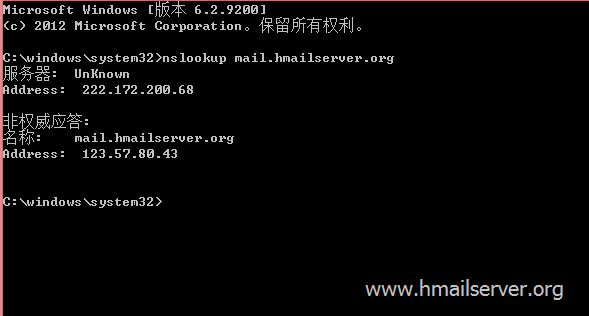 Microsoft Windows [版本 6.2.9200]
(c) 2012 Microsoft Corporation。保留所有权利。
C:\windows\system32>nslookup mail.hmailserver.org
服务器:  UnKnown
Address:  222.172.200.68
非权威应答:
名称:    mail.hmailserver.org
Address:  123.57.80.43
C:\windows\system32>
www.hmailserver.org